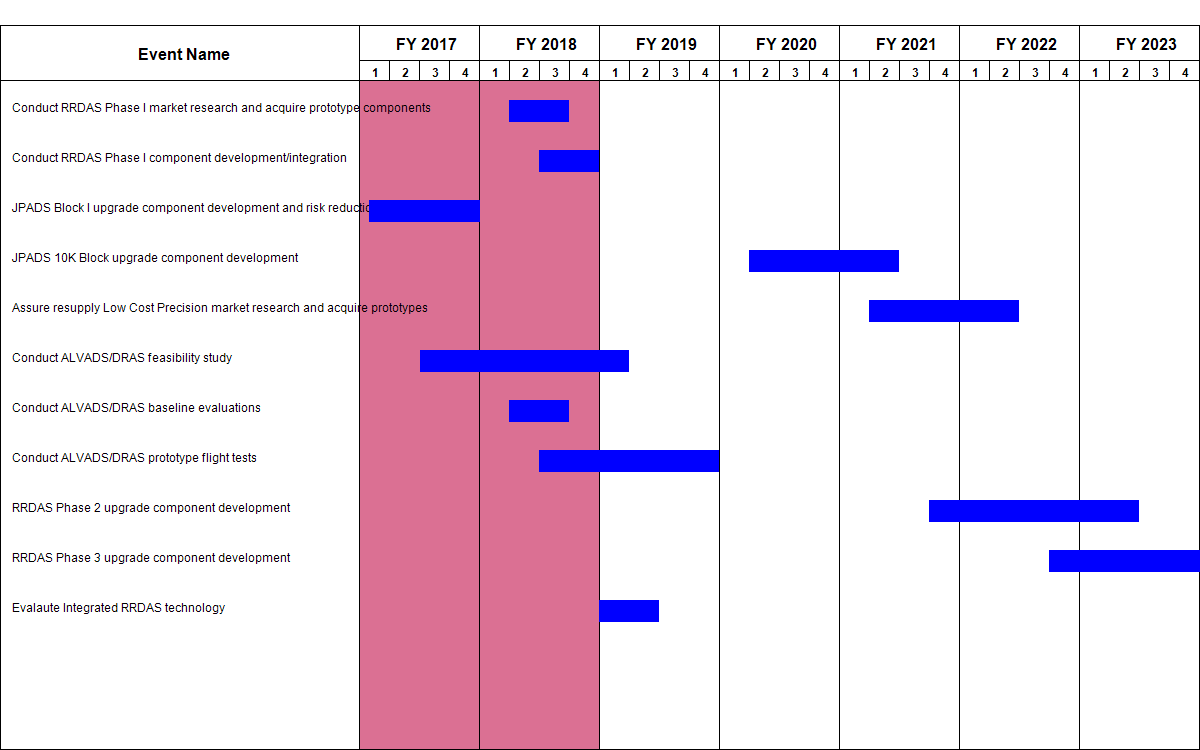 Event Name
FY 2017 FY 2018 FY 2019 FY 2020 FY 2021 FY 2022 FY 2023
1 2 3 4 1 2 3 4 1 2 3 4 1 2 3 4 1 2 3 4 1 2 3 4 1 2 3 4
Conduct RRDAS Phase I market research and acquire prototype components
Conduct RRDAS Phase I component development/integration
JPADS Block I upgrade component development and risk reductio
JPADS 10K Block upgrade component development
Assure resupply Low Cost Precision market research and acquire prototypes
Conduct ALVADS/DRAS feasibility study
Conduct ALVADS/DRAS baseline evaluations
Conduct ALVADS/DRAS prototype flight tests
RRDAS Phase 2 upgrade component development
RRDAS Phase 3 upgrade component development
Evalaute Integrated RRDAS technology